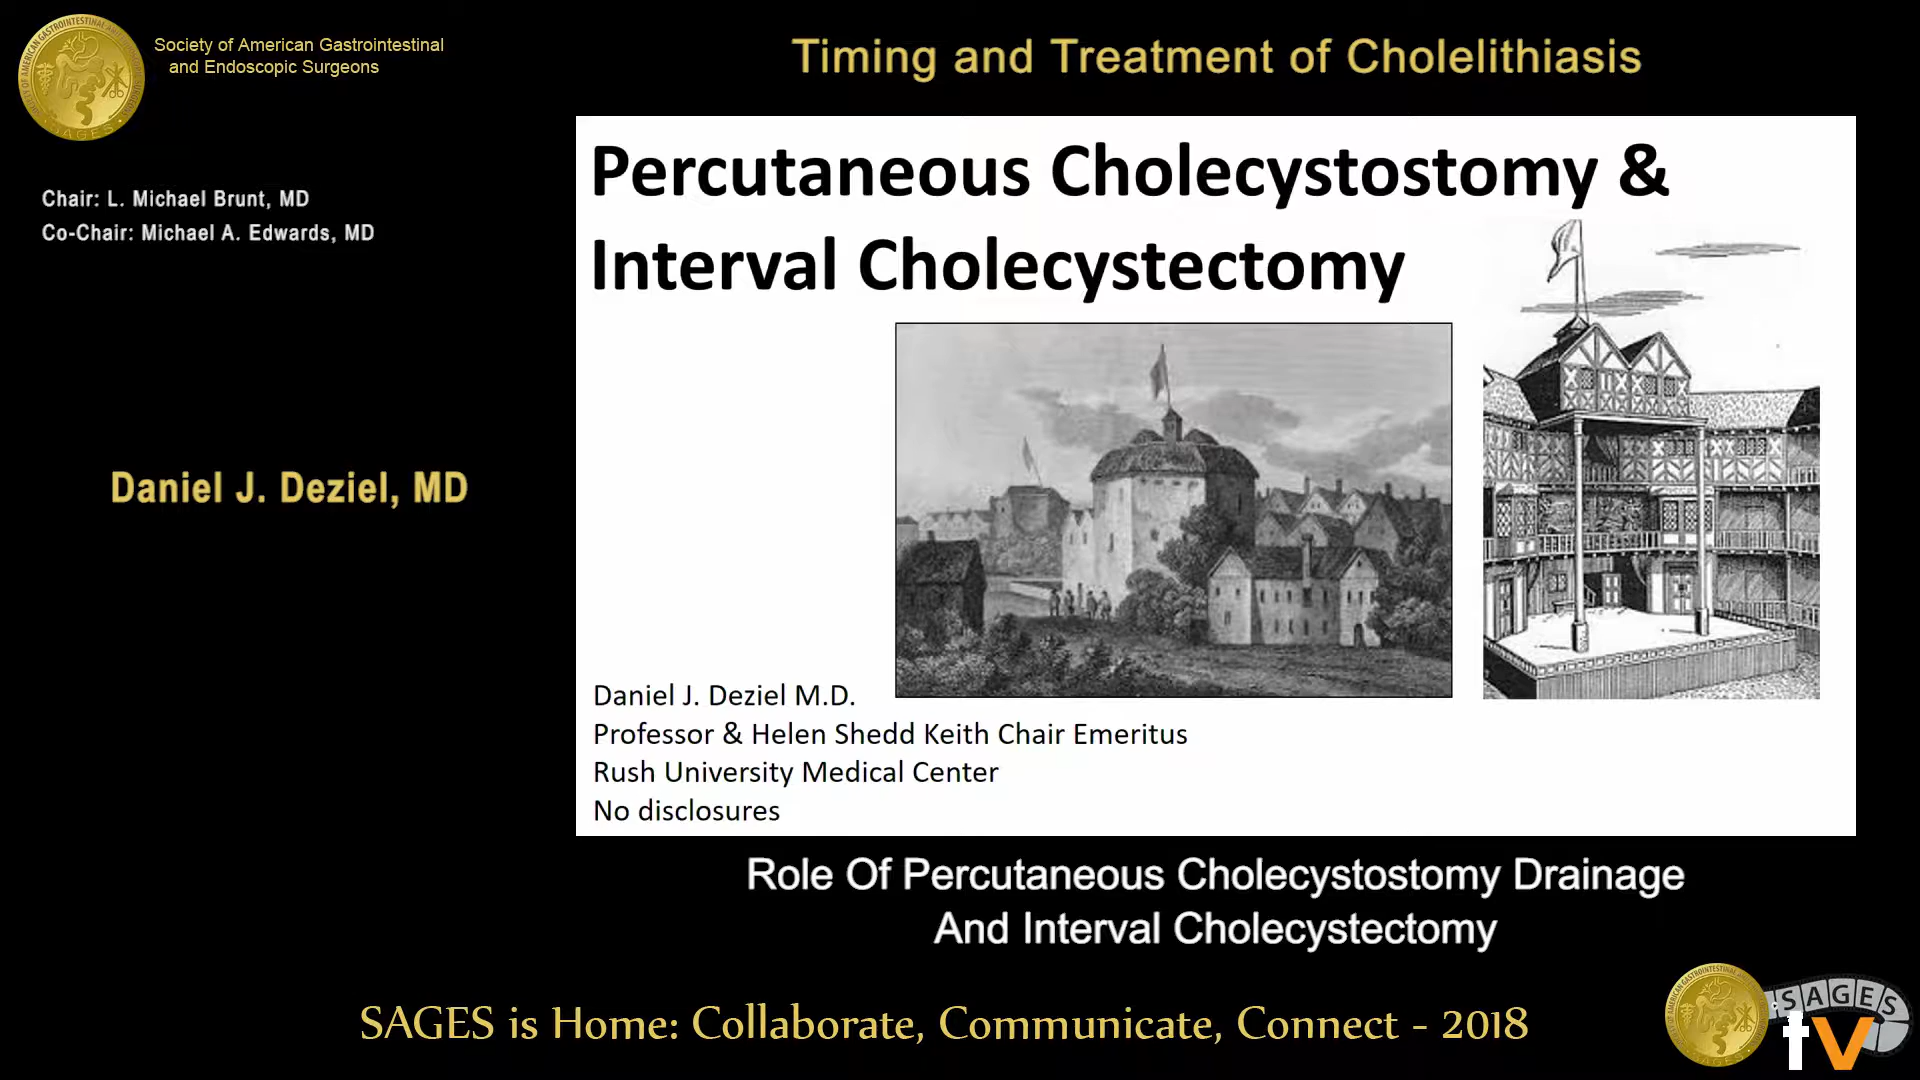 Society of American Gastrointestinal
and Endoscopic Surgeons
Timing and Treatment of Cholelithiasis
Chair: L. Michael Brunt, MD
Co-Chair: Michael A. Edwards, MD
Daniel J. Deziel, MD
Percutaneous Cholecystostomy &
Interval Cholecystectomy
Daniel J. Deziel M.D.
Professor & Helen Shedd Keith Chair Emeritus
Rush University Medical Center
No disclosures
Role Of Percutaneous Cholecystostomy Drainage
And Interval Cholecystectomy
SAGES is Home: Collaborate, Communicate, Connect - 2018
SAGES
tv